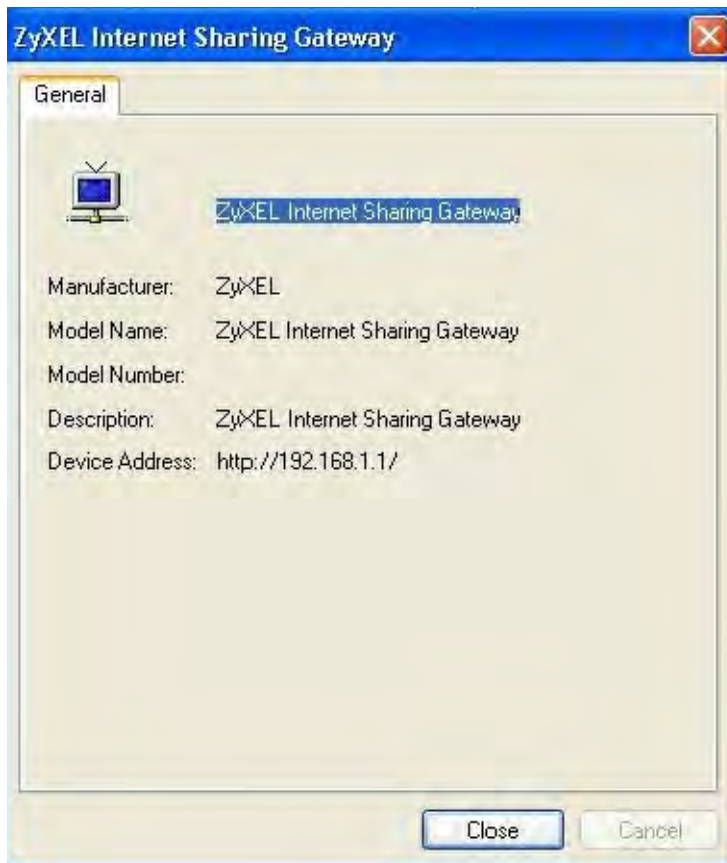 ZyXEL Internet Sharing Gateway
General
ZyXEL Internet Sharing Gateway
Manufacturer: ZyXEL
Model Name: ZyXEL Internet Sharing Gateway
Model Number:
Description: ZyXEL Internet Sharing Gateway
Device Address: http://192.168.1.1/
Close Cancel